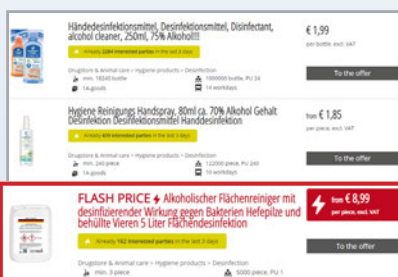 Händedesinfektionsmittel, Desinfektionsmittel, Disinfectant,
alcohol cleaner, 250ml, 75% Alkohol!!!
€ 1,99
per bottle, excl. VAT
Already 2284 interested parties in the last 3 days
Drugstore & Animal care > Hygiene products > Desinfection
min. 18240 bottle
1000000 bottle, PU 24
14-goods
14 workdays
To the offer
Hygiene Reinigungs Handspray, 80ml ca. 70% Alkohol Gehalt
Desinfektion Desinfektionsmittel Handdesinfektion
from € 1,85
per piece, excl. VAT
Already 459 interested parties in the last 3 days
Drugstore & Animal care > Hygiene products > Desinfection
min. 240 piece
122000 piece, PU 240
14-goods
14 workdays
To the offer
FLASH PRICE Alkoholischer Flächenreiniger mit
desinfizierender Wirkung gegen Bakterien Hefepilze und
behüllte Vieren 5 Liter Flächendesinfektion
from € 8,99
per piece, excl. VAT
Already 162 interested parties in the last 3 days
To the offer
Drugstore & Animal care > Hygiene products > Desinfection
min. 3 piece
5000 piece, PU 1